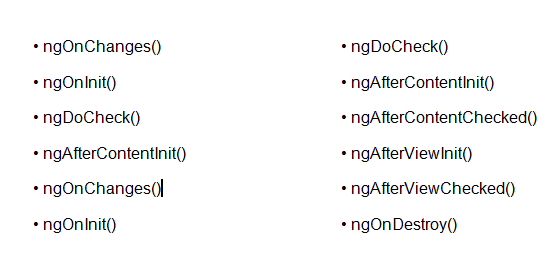 • ngOnChanges()
• ngOnInit()
• ngDoCheck()
• ngAfterContentInit()
• ngOnChanges()
• ngOnInit()
• ngDoCheck()
• ngAfterContentInit()
• ngAfterContentChecked()
• ngAfterViewInit()
• ngAfterViewChecked()
• ngOnDestroy()